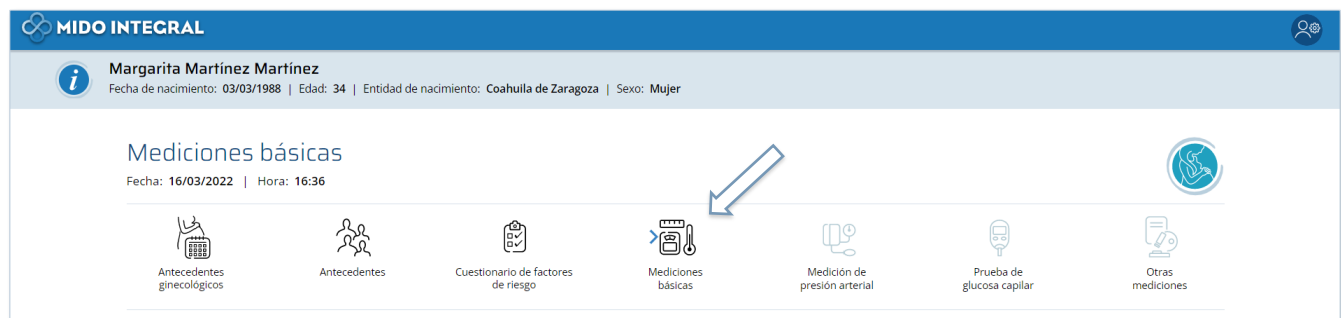 MIDO INTEGRAL
Margarita Martínez Martínez
Fecha de nacimiento: 03/03/1988 | Edad: 34 | Entidad de nacimiento: Coahuila de Zaragoza | Sexo: Mujer
Mediciones básicas
Fecha: 16/03/2022 | Hora: 16:36
Antecedentes
ginecológicos
Antecedentes
Cuestionario de factores
de riesgo
Mediciones
básicas
Medición de
presión arterial
Prueba de
glucosa capilar
Otras
mediciones